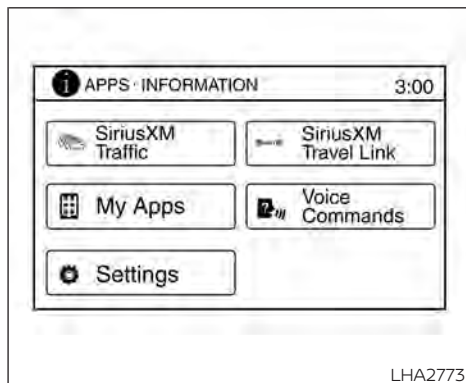 i APPS · INFORMATION 3:00
SiriusXM
Traffic
SiriusXM
Travel Link
My Apps
?
Voice
Commands
Settings
LHA2773